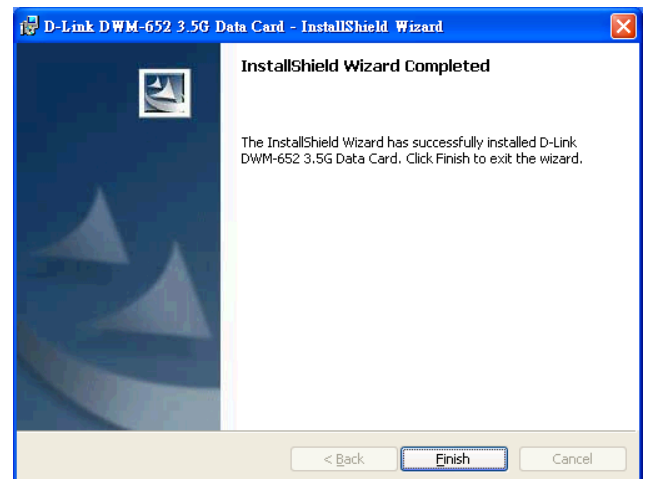 D-Link DWM-652 3.5G Data Card - InstallShield Wizard
InstallShield Wizard Completed
The InstallShield Wizard has successfully installed D-Link
DWM-652 3.5G Data Card. Click Finish to exit the wizard.
< Back Finish Cancel